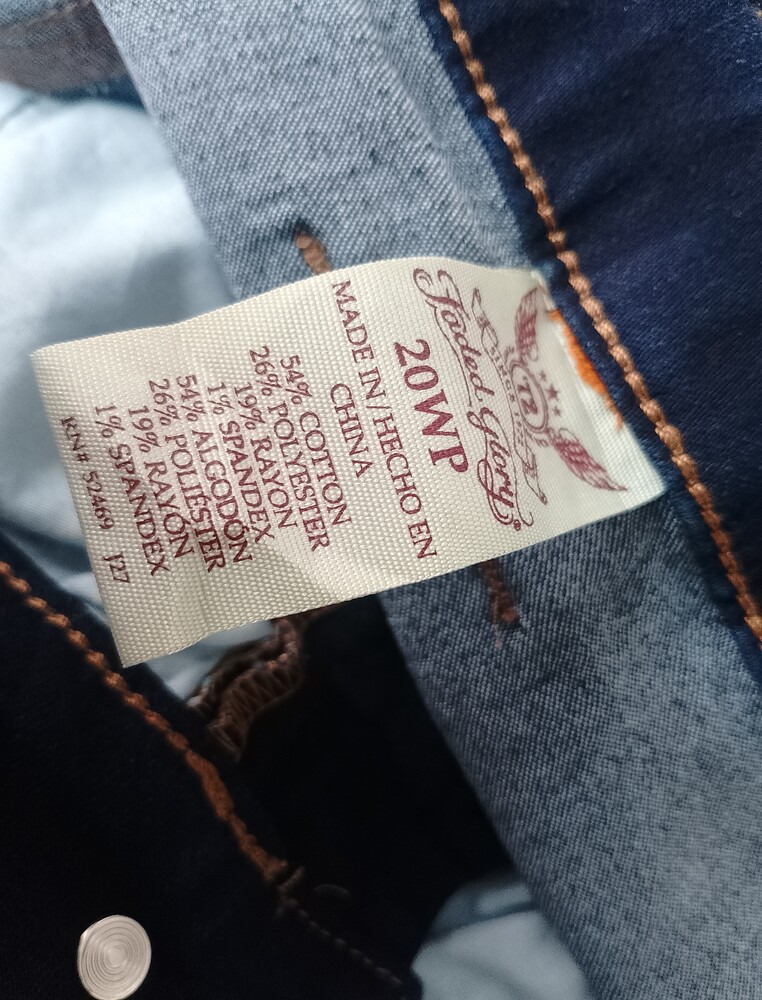 Faded Glory®
20WP
MADE IN/HECHO EN
CHINA
54% COTTON
26% POLYESTER
19% RAYON
1% SPANDEX
54% ALGODÓN
26% POLIÉSTER
19% RAYÓN
1% SPANDEX
RN# 52469 J27